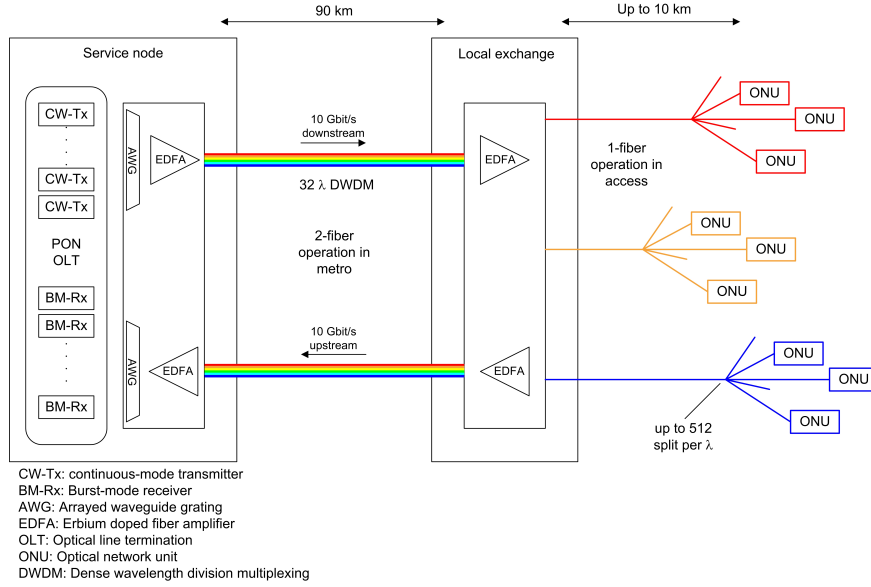 90 km
Up to 10 km
Service node
Local exchange
CW-Tx
CW-Tx
CW-Tx
PON
OLT
BM-Rx
BM-Rx
BM-Rx
AWG
EDFA
AWG
EDFA
10 Gbit/s
downstream
32 λ DWDM
2-fiber
operation in
metro
10 Gbit/s
upstream
EDFA
EDFA
1-fiber
operation in
access
ONU
ONU
ONU
ONU
ONU
ONU
ONU
ONU
ONU
up to 512
split per λ
CW-Tx: continuous-mode transmitter
BM-Rx: Burst-mode receiver
AWG: Arrayed waveguide grating
EDFA: Erbium doped fiber amplifier
OLT: Optical line termination
ONU: Optical network unit
DWDM: Dense wavelength division multiplexing